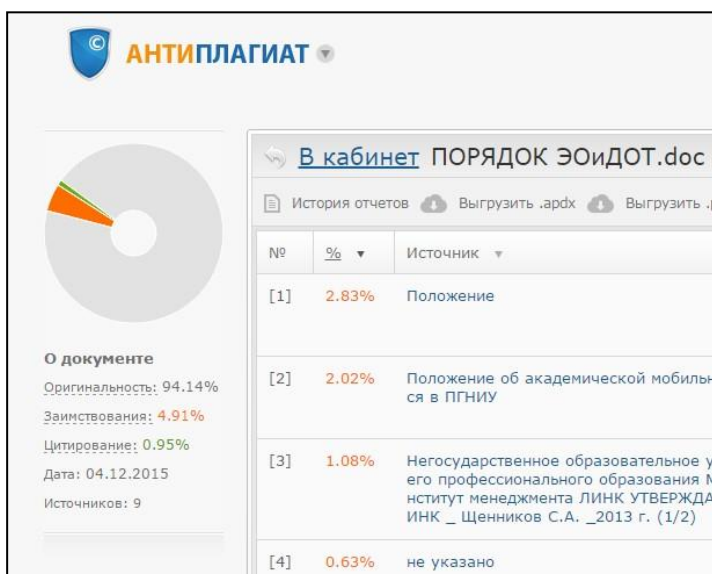 ©
АНТИПЛАГИАТ
В кабинет ПОРЯДОК ЭОиДОТ.doc
История отчетов Выгрузить .apdx Выгрузить
№ % Источник
[1] 2.83% Положение
[2] 2.02% Положение об академической
ся в ПГНИУ
[3] 1.08% Негосударственное образовательное
его профессионального образования
нститут менеджмента ЛИНК
ИНК _ Щенников С.А. _2013 г. (1/2)
[4] 0.63% не указано
О документе
Оригинальность: 94.14%
Заимствования: 4.91%
Цитирование: 0.95%
Дата: 04.12.2015
Источников: 9